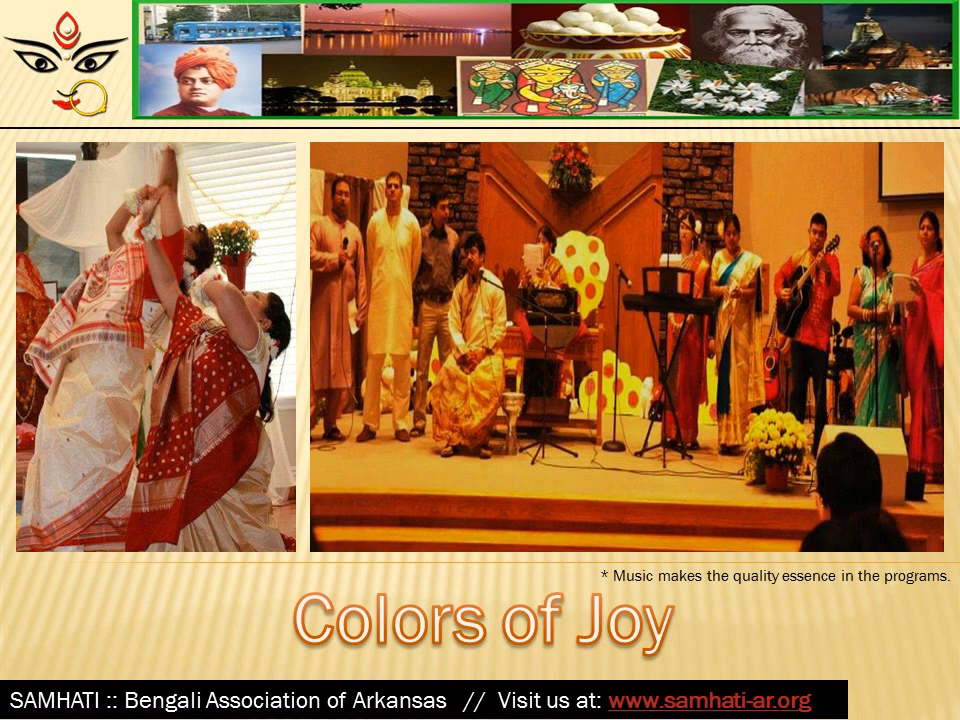 * Music makes the quality essence in the programs.
Colors of Joy
SAMHATI :: Bengali Association of Arkansas // Visit us at: www.samhati-ar.org